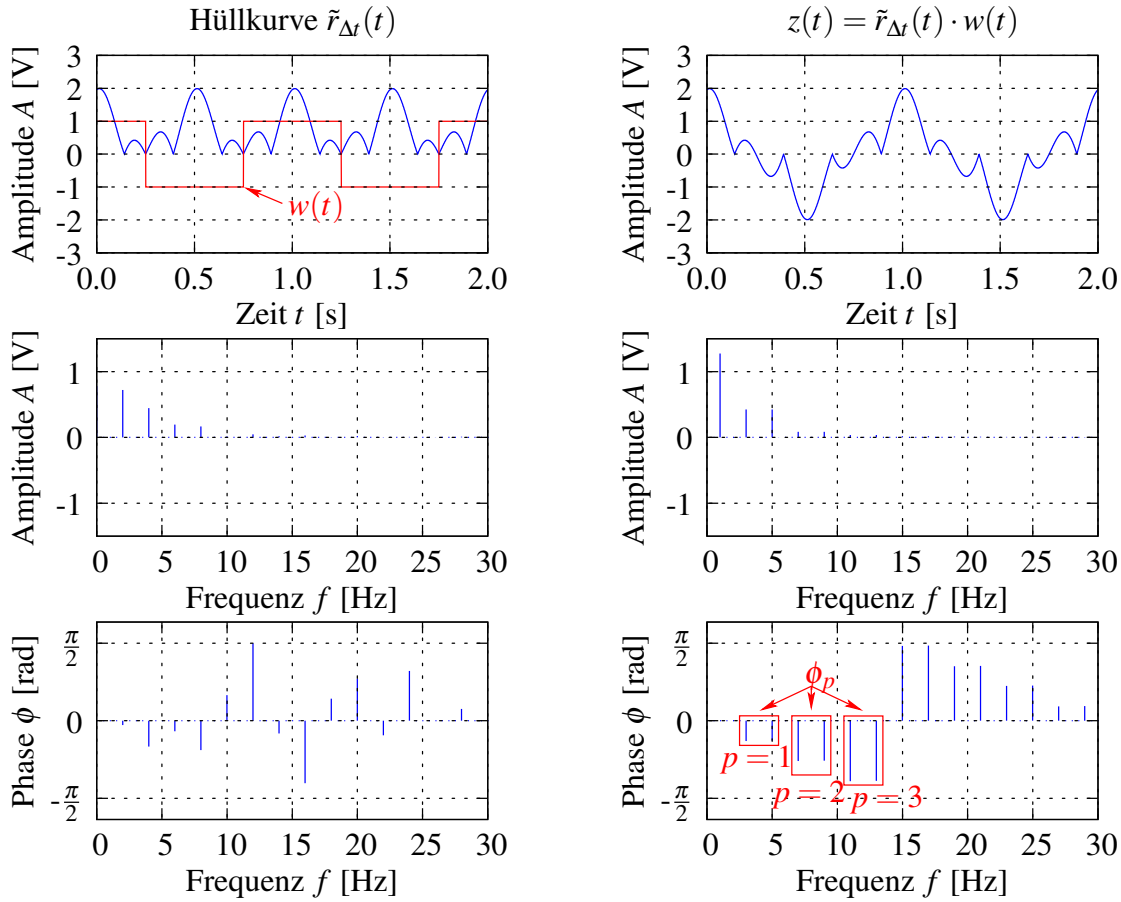 Hüllkurve r̃_Δt(t)
z(t) = r̃_Δt(t) · w(t)
Amplitude A [V]
3
2
1
0
-1
-2
-3
w(t)
0.0 0.5 1.0 1.5 2.0
Zeit t [s]
Amplitude A [V]
3
2
1
0
-1
-2
-3
0.0 0.5 1.0 1.5 2.0
Zeit t [s]
Amplitude A [V]
1
0
-1
0 5 10 15 20 25 30
Frequenz f [Hz]
Amplitude A [V]
1
0
-1
0 5 10 15 20 25 30
Frequenz f [Hz]
Phase ϕ [rad]
π/2
0
-π/2
0 5 10 15 20 25 30
Frequenz f [Hz]
Phase ϕ [rad]
π/2
0
-π/2
ϕ_p
p = 1
p = 2
p = 3
0 5 10 15 20 25 30
Frequenz f [Hz]